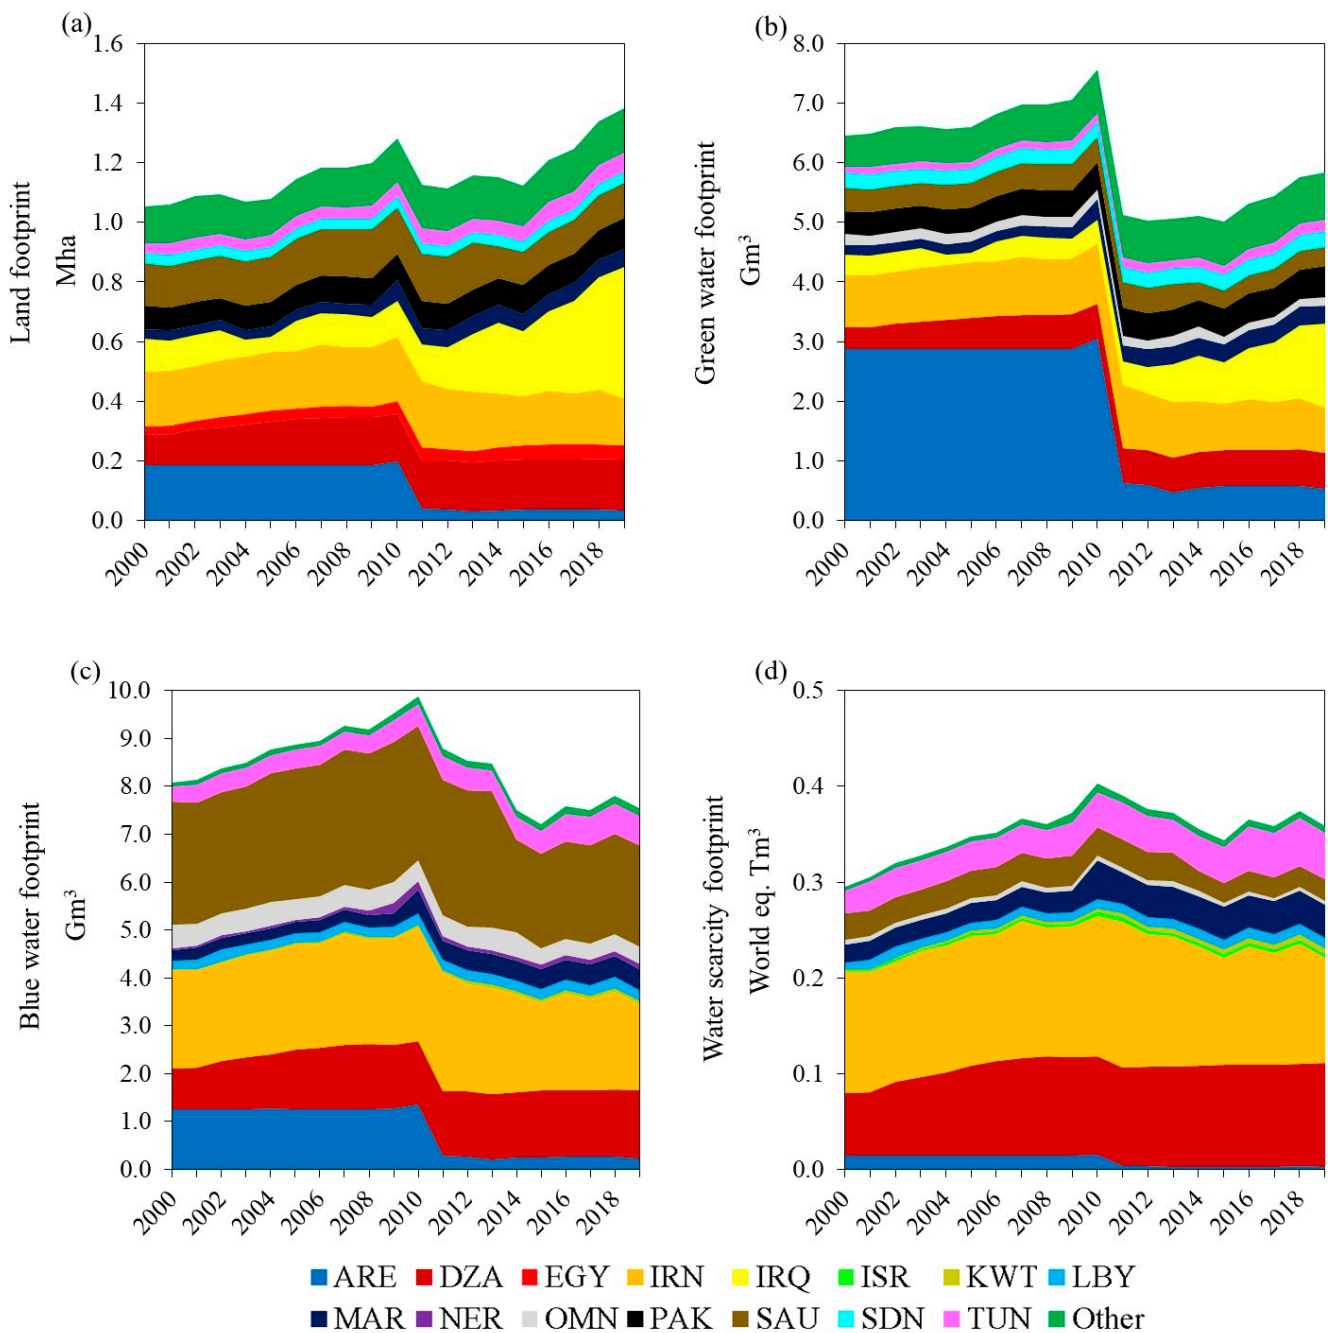 (a)
Land footprint
Mha
1.6
1.4
1.2
1.0
0.8
0.6
0.4
0.2
0.0
2000 2002 2004 2006 2008 2010 2012 2014 2016 2018
(b)
Green water footprint
Gm³
8.0
7.0
6.0
5.0
4.0
3.0
2.0
1.0
0.0
2000 2002 2004 2006 2008 2010 2012 2014 2016 2018
(c)
Blue water footprint
Gm³
10.0
9.0
8.0
7.0
6.0
5.0
4.0
3.0
2.0
1.0
0.0
2000 2002 2004 2006 2008 2010 2012 2014 2016 2018
(d)
Water scarcity footprint
World eq. Tm³
0.5
0.4
0.3
0.2
0.1
0.0
2000 2002 2004 2006 2008 2010 2012 2014 2016 2018
ARE DZA EGY IRN IRQ ISR KWT LBY
MAR NER OMN PAK SAU SDN TUN Other